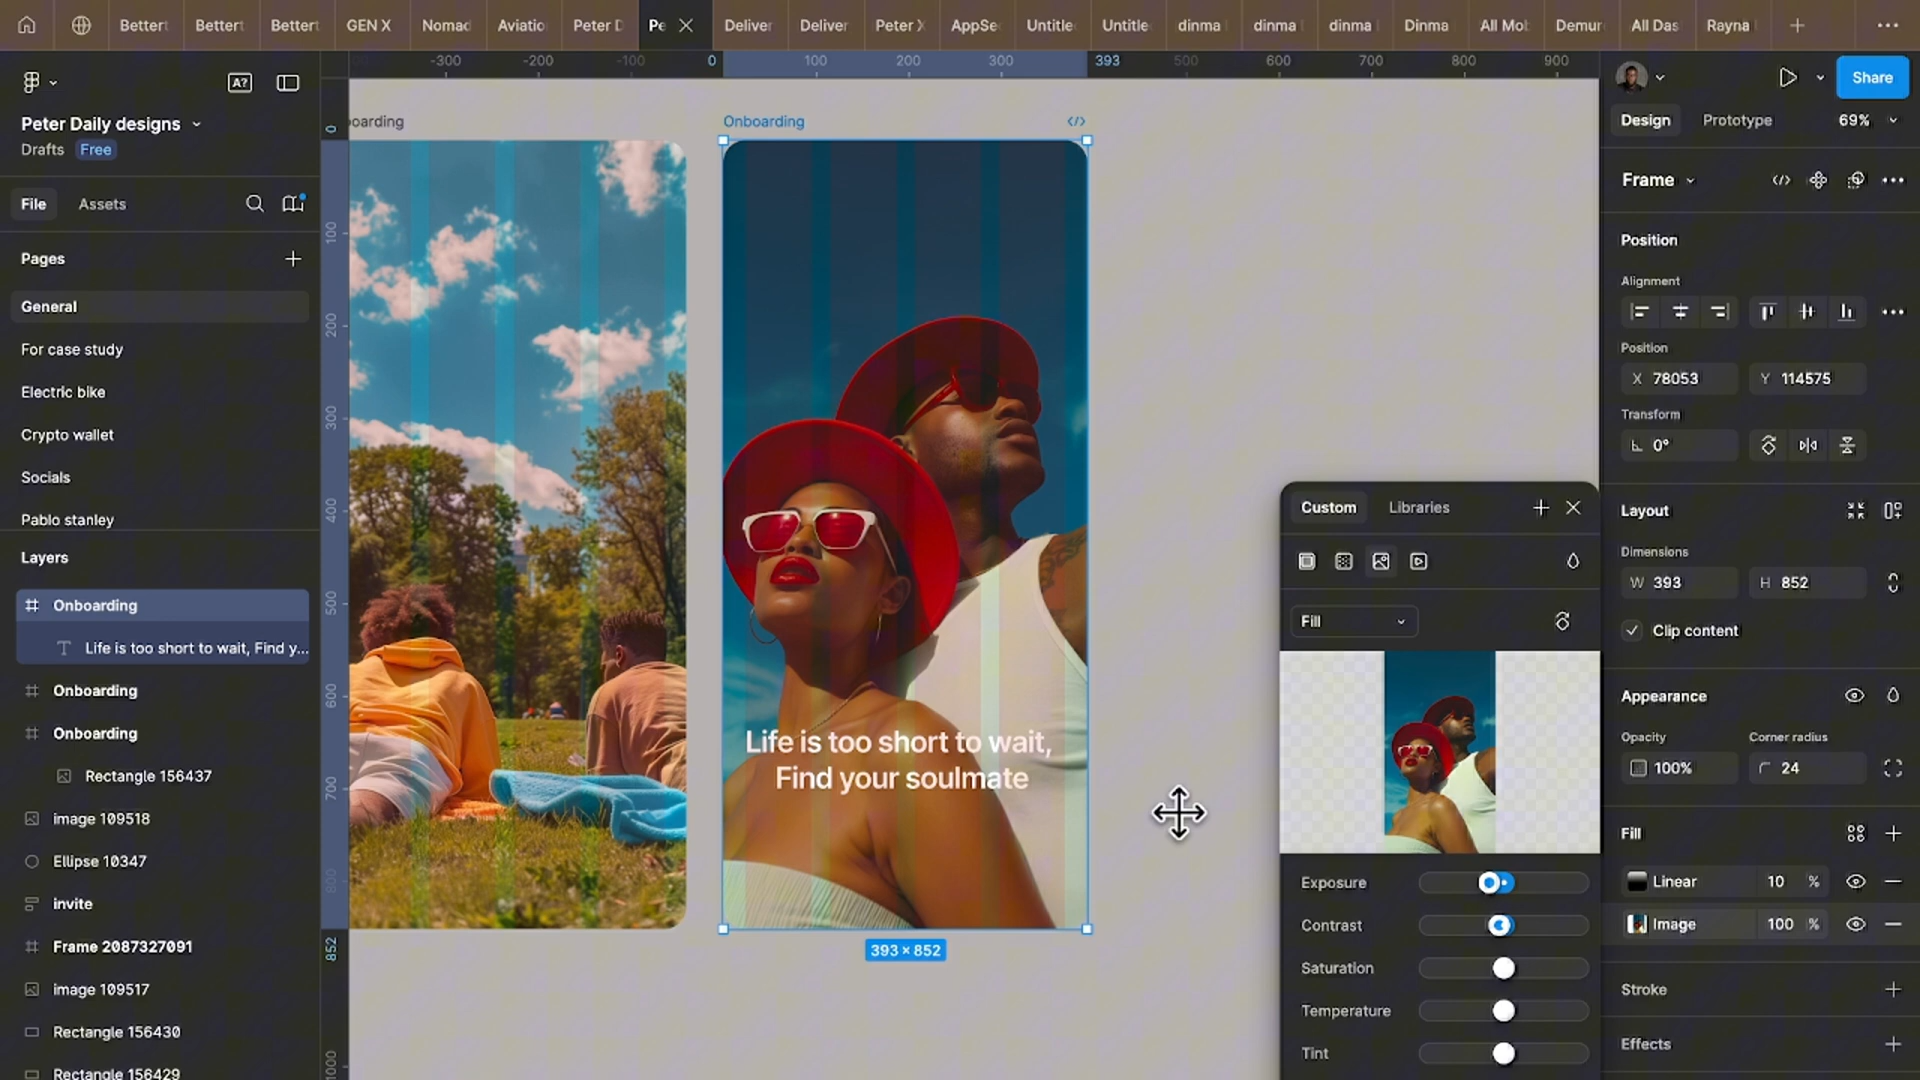 Better
Better
Better
GEN X
Nomad
Aviatio
Peter D
Pe
Deliver
Deliver
Peter X
AppSe
Untitle
Untitle
dinma
dinma
dinma
Dinma
All Mob
Demur
All Das
Rayna
A?
Peter Daily designs
Drafts Free
File Assets
Pages
General
For case study
Electric bike
Crypto wallet
Socials
Pablo stanley
Layers
Onboarding
Life is too short to wait, Find y...
Onboarding
Onboarding
Rectangle 156437
image 109518
Ellipse 10347
invite
Frame 2087327091
image 109517
Rectangle 156430
Rectangle 156429
-300 -200 -100 0 100 200 300 393 500 600 700 800 900
0
100
200
300
400
500
600
700
800
852
1000
oarding
Onboarding
Life is too short to wait,
Find your soulmate
393 × 852
Custom Libraries
Fill
Exposure
Contrast
Saturation
Temperature
Tint
Share
Design Prototype 69%
Frame
Position
Alignment
Position
X 78053 Y 114575
Transform
0°
Layout
Dimensions
W 393 H 852
Clip content
Appearance
Opacity Corner radius
100% 24
Fill
Linear 10 %
Image 100 %
Stroke
Effects